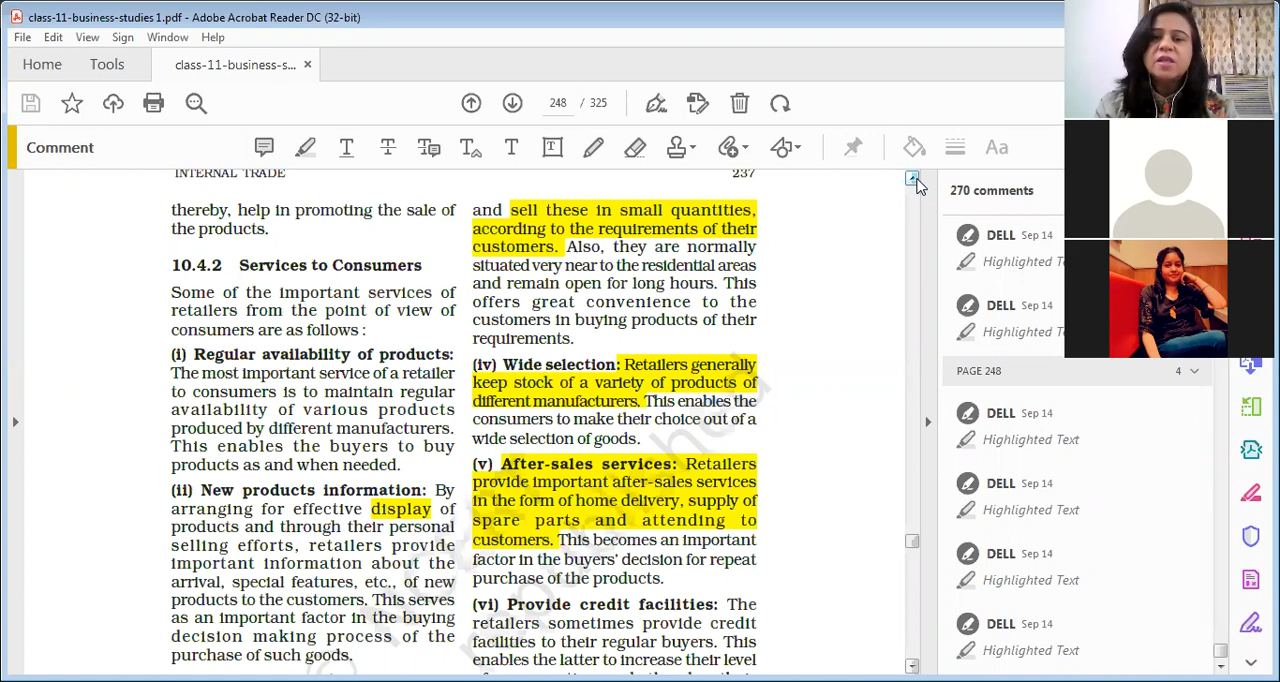 class-11-business-studies 1.pdf - Adobe Acrobat Reader DC (32-bit)
File Edit View Sign Window Help
Home Tools class-11-business-s... ×
248 / 325
Comment
Aa
INTERNAL TRADE 237
thereby, help in promoting the sale of
the products.
10.4.2 Services to Consumers
Some of the important services of
retailers from the point of view of
consumers are as follows :
(i) Regular availability of products:
The most important service of a retailer
to consumers is to maintain regular
availability of various products
produced by different manufacturers.
This enables the buyers to buy
products as and when needed.
(ii) New products information: By
arranging for effective display of
products and through their personal
selling efforts, retailers provide
important information about the
arrival, special features, etc., of new
products to the customers. This serves
as an important factor in the buying
decision making process of the
purchase of such goods.
and sell these in small quantities,
according to the requirements of their
customers. Also, they are normally
situated very near to the residential areas
and remain open for long hours. This
offers great convenience to the
customers in buying products of their
requirements.
(iv) Wide selection: Retailers generally
keep stock of a variety of products of
different manufacturers. This enables the
consumers to make their choice out of a
wide selection of goods.
(v) After-sales services: Retailers
provide important after-sales services
in the form of home delivery, supply of
spare parts and attending to
customers. This becomes an important
factor in the buyers' decision for repeat
purchase of the products.
(vi) Provide credit facilities: The
retailers sometimes provide credit
facilities to their regular buyers. This
enables the latter to increase their level
270 comments
DELL Sep 14
Highlighted Text
DELL Sep 14
Highlighted Text
PAGE 248 4
DELL Sep 14
Highlighted Text
DELL Sep 14
Highlighted Text
DELL Sep 14
Highlighted Text
DELL Sep 14
Highlighted Text